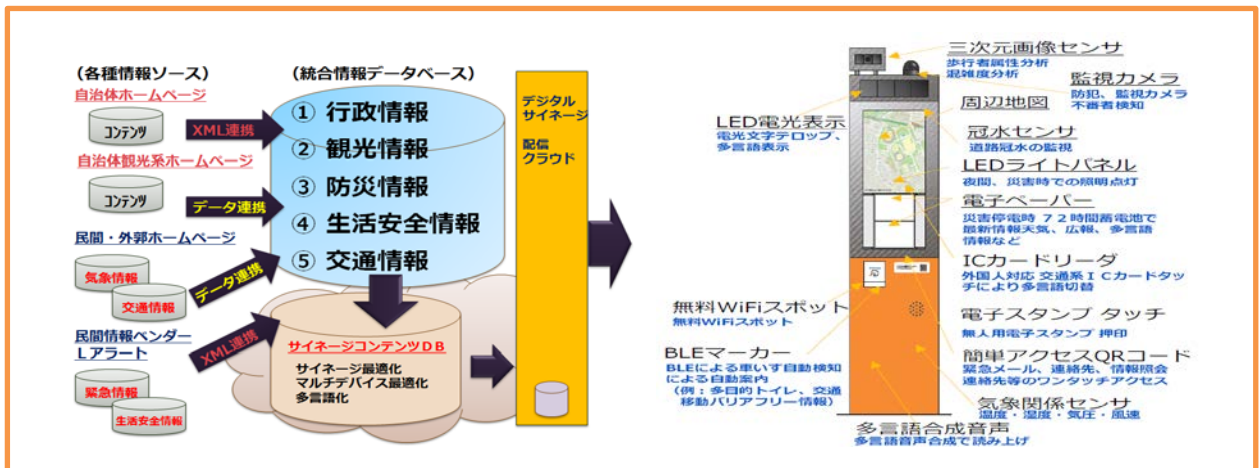 (各種情報ソース)
自治体ホームページ
コンテンツ
XML連携
自治体観光系ホームページ
コンテンツ
データ連携
民間・外郭ホームページ
気象情報
交通情報
データ連携
民間情報ベンダー
Lアラート
緊急情報
生活安全情報
XML連携
(統合情報データベース)
① 行政情報
② 観光情報
③ 防災情報
④ 生活安全情報
⑤ 交通情報
サイネージコンテンツDB
サイネージ最適化
マルチデバイス最適化
多言語化
デジタル
サイネージ
配信
クラウド
LED電光表示
電光文字テロップ、
多言語表示
無料WiFiスポット
無料WiFiスポット
BLEマーカー
BLEによる車いす自動検知
による自動案内
(例:多目的トイレ、交通
移動バリアフリー情報)
多言語合成音声
多言語音声合成で読み上げ
三次元画像センサ
歩行者属性分析
混雑度分析
監視カメラ
防犯、監視カメラ
不審者検知
周辺地図
冠水センサ
道路冠水の監視
LEDライトパネル
夜間、災害時での照明点灯
電子ペーパー
災害停電時 72時間蓄電池で
最新情報天気、広報、多言語
情報など
ICカードリーダ
外国人対応 交通系ICカードタッ
チにより多言語切替
電子スタンプ タッチ
無人用電子スタンプ 押印
簡単アクセスQRコード
緊急メール、連絡先、情報照会
連絡先等のワンタッチアクセス
気象関係センサ
温度・湿度・気圧・風速